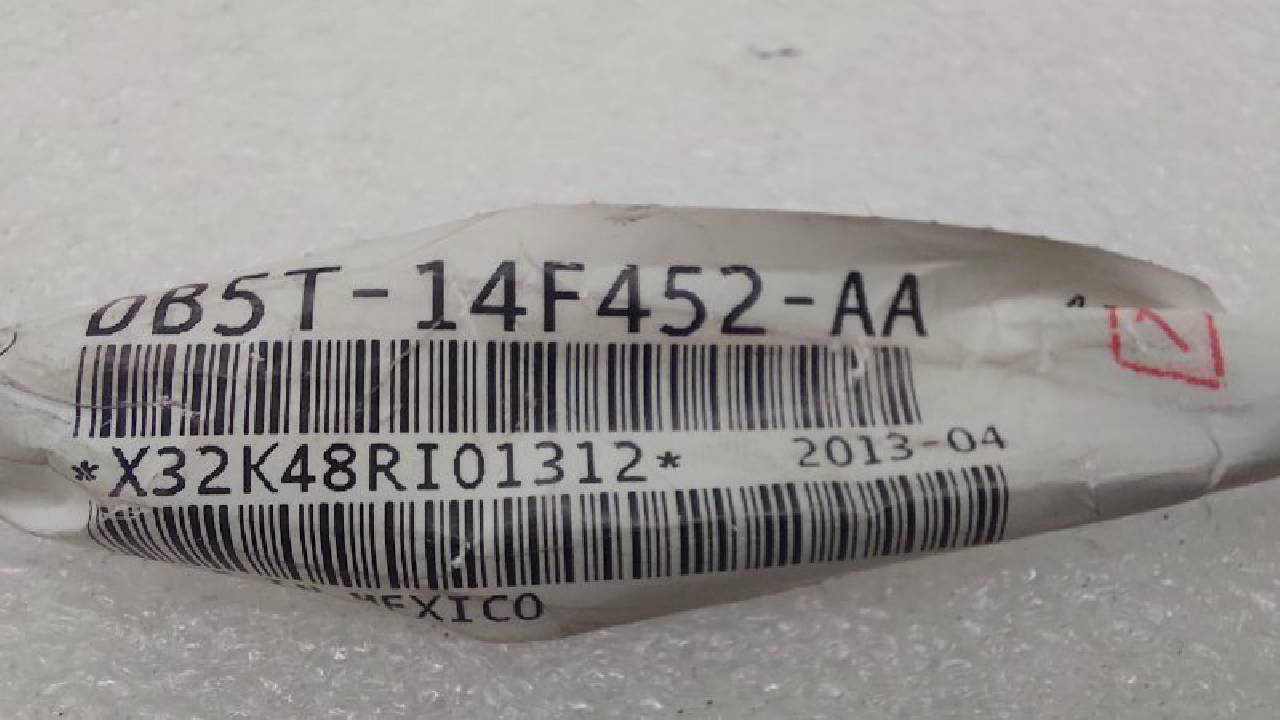 DB5T-14F452-AA
*X32K48RI01312* 2013-04
MEXICO